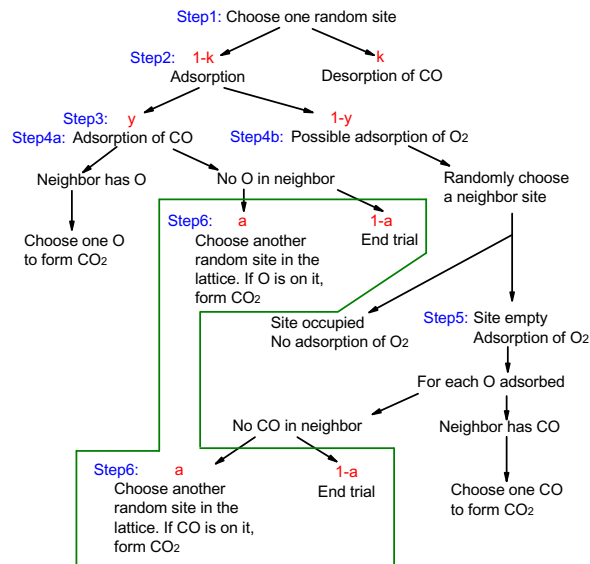 Step1: Choose one random site
Step2: 1-k
k
Adsorption
Desorption of CO
Step3: y
1-y
Step4a: Adsorption of CO
Step4b: Possible adsorption of O2
Neighbor has O
No O in neighbor
Randomly choose
a neighbor site
Choose one O
to form CO2
Step6: a
Choose another
random site in the
lattice. If O is on it,
form CO2
1-a
End trial
Site occupied
No adsorption of O2
Step5: Site empty
Adsorption of O2
For each O adsorbed
No CO in neighbor
Neighbor has CO
Step6: a
Choose another
random site in the
lattice. If CO is on it,
form CO2
1-a
End trial
Choose one CO
to form CO2